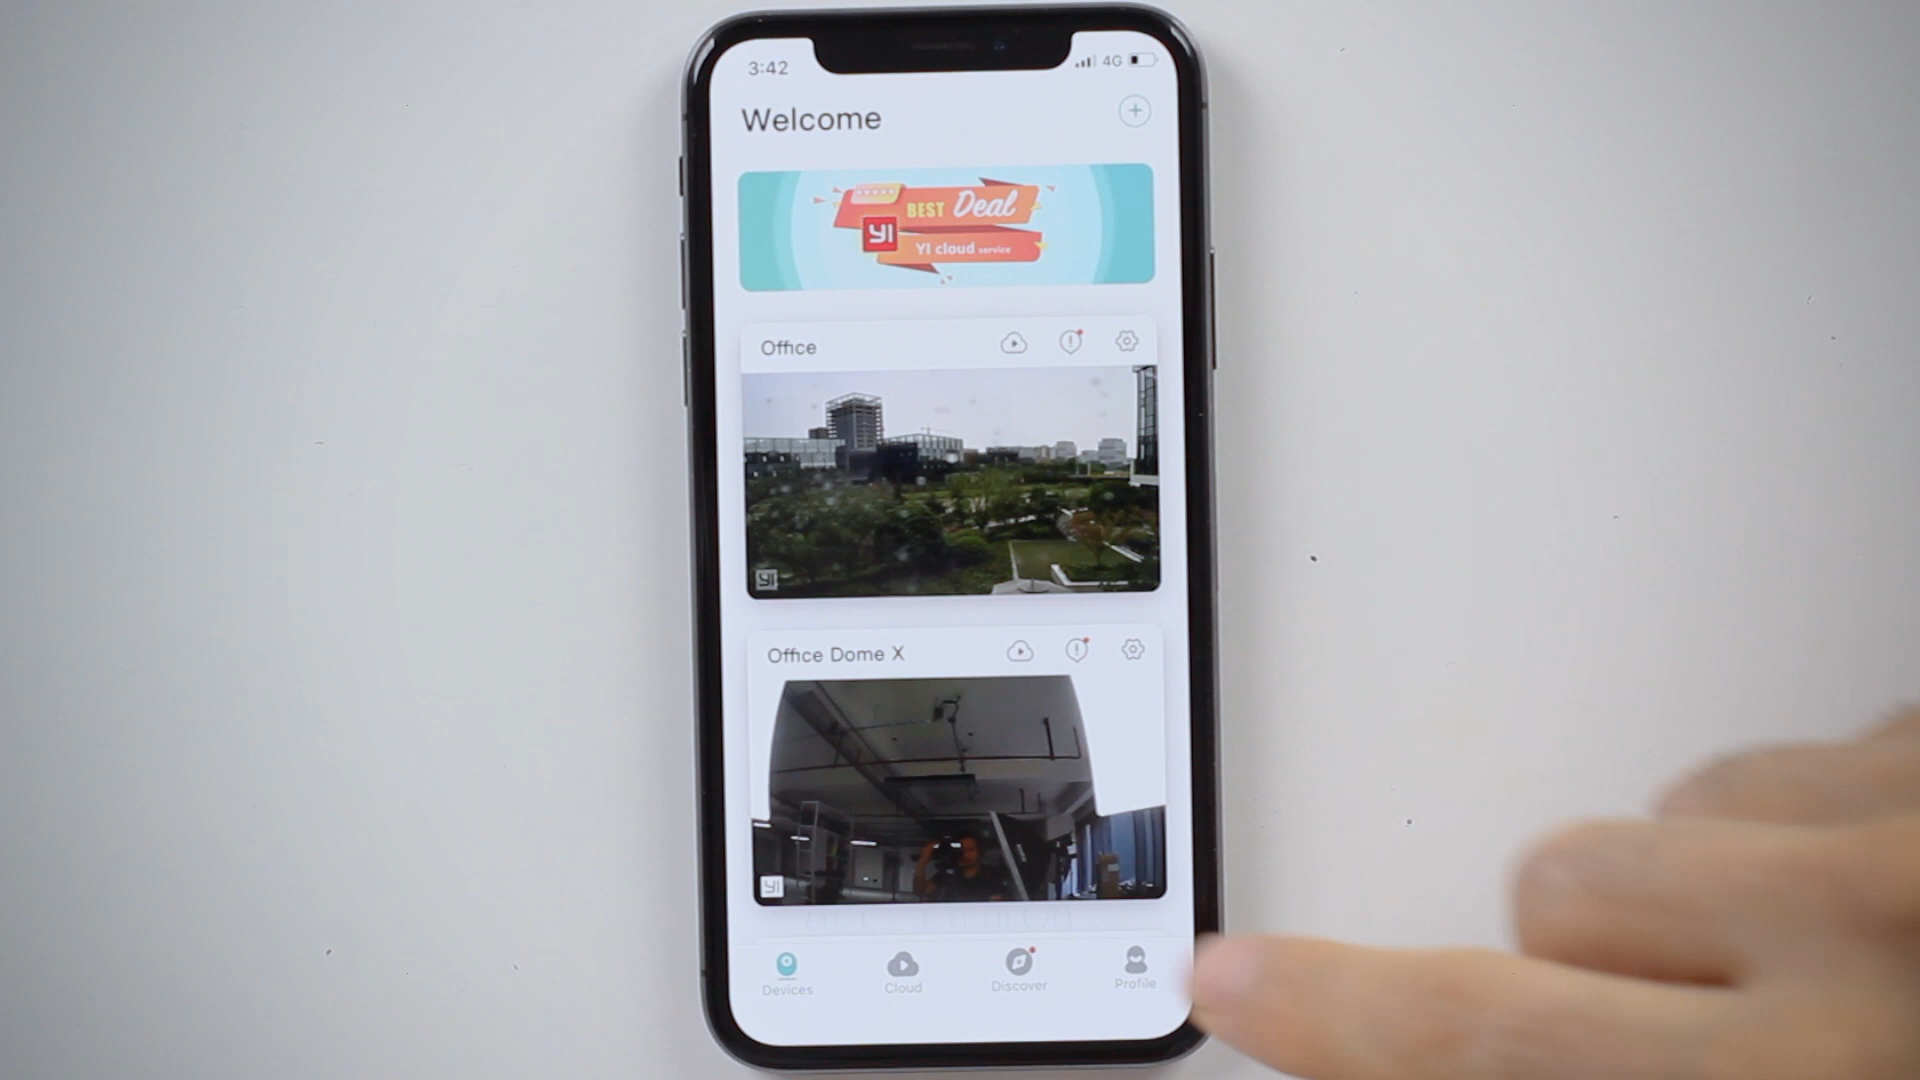 3:42
4G
Welcome
BEST Deal
YI
YI cloud service
Office
YI
Office Dome X
YI
Devices
Cloud
Discover
Profile